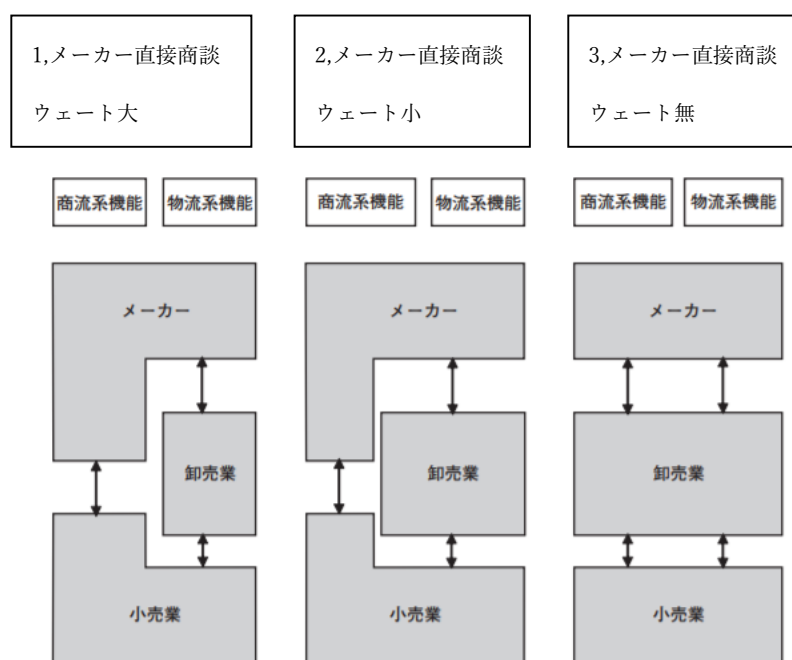 1,メーカー直接商談
ウェート大
2,メーカー直接商談
ウェート小
3,メーカー直接商談
ウェート無
商流系機能
物流系機能
商流系機能
物流系機能
商流系機能
物流系機能
メーカー
メーカー
メーカー
卸売業
卸売業
卸売業
小売業
小売業
小売業